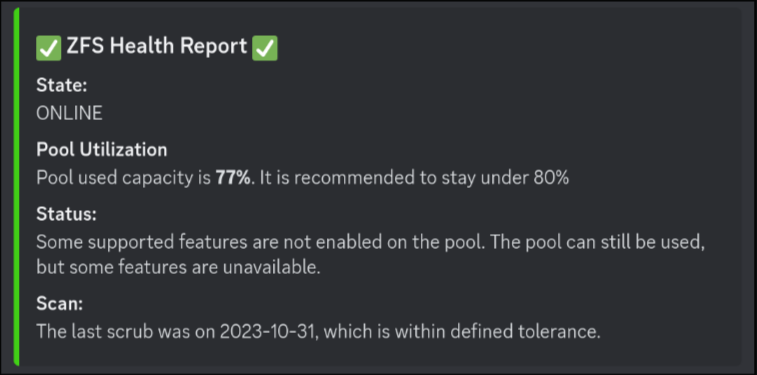 ✅ ZFS Health Report ✅
State:
ONLINE
Pool Utilization
Pool used capacity is 77%. It is recommended to stay under 80%
Status:
Some supported features are not enabled on the pool. The pool can still be used,
but some features are unavailable.
Scan:
The last scrub was on 2023-10-31, which is within defined tolerance.